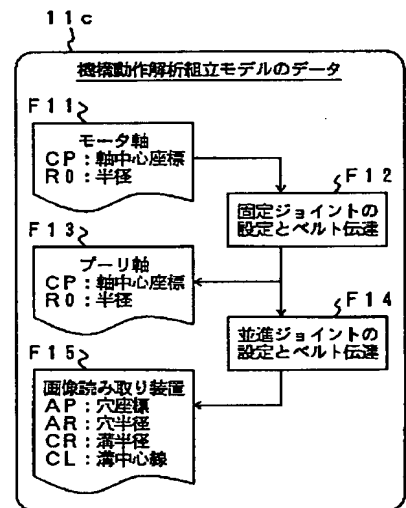 11c
機構動作解析組立モデルのデータ
F11
モータ軸
CP:軸中心座標
R0:半径
F12
固定ジョイントの
設定とベルト伝達
F13
プーリ軸
CP:軸中心座標
R0:半径
F14
並進ジョイントの
設定とベルト伝達
F15
画像読み取り装置
AP:穴座標
AR:穴半径
CR:溝半径
CL:溝中心線